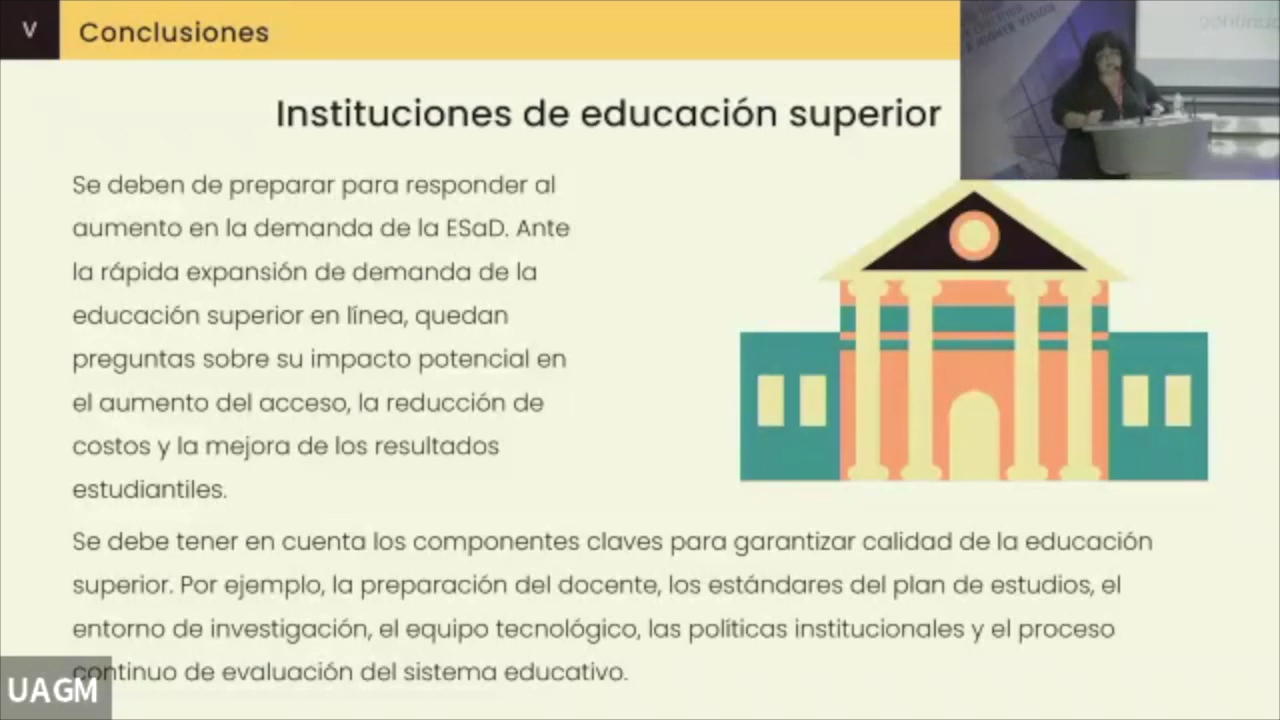 V
Conclusiones
Instituciones de educación superior
Se deben de preparar para responder al
aumento en la demanda de la ESaD. Ante
la rápida expansión de demanda de la
educación superior en línea, quedan
preguntas sobre su impacto potencial en
el aumento del acceso, la reducción de
costos y la mejora de los resultados
estudiantiles.
Se debe tener en cuenta los componentes claves para garantizar calidad de la educación
superior. Por ejemplo, la preparación del docente, los estándares del plan de estudios, el
entorno de investigación, el equipo tecnológico, las políticas institucionales y el proceso
continuo de evaluación del sistema educativo.
UAGM